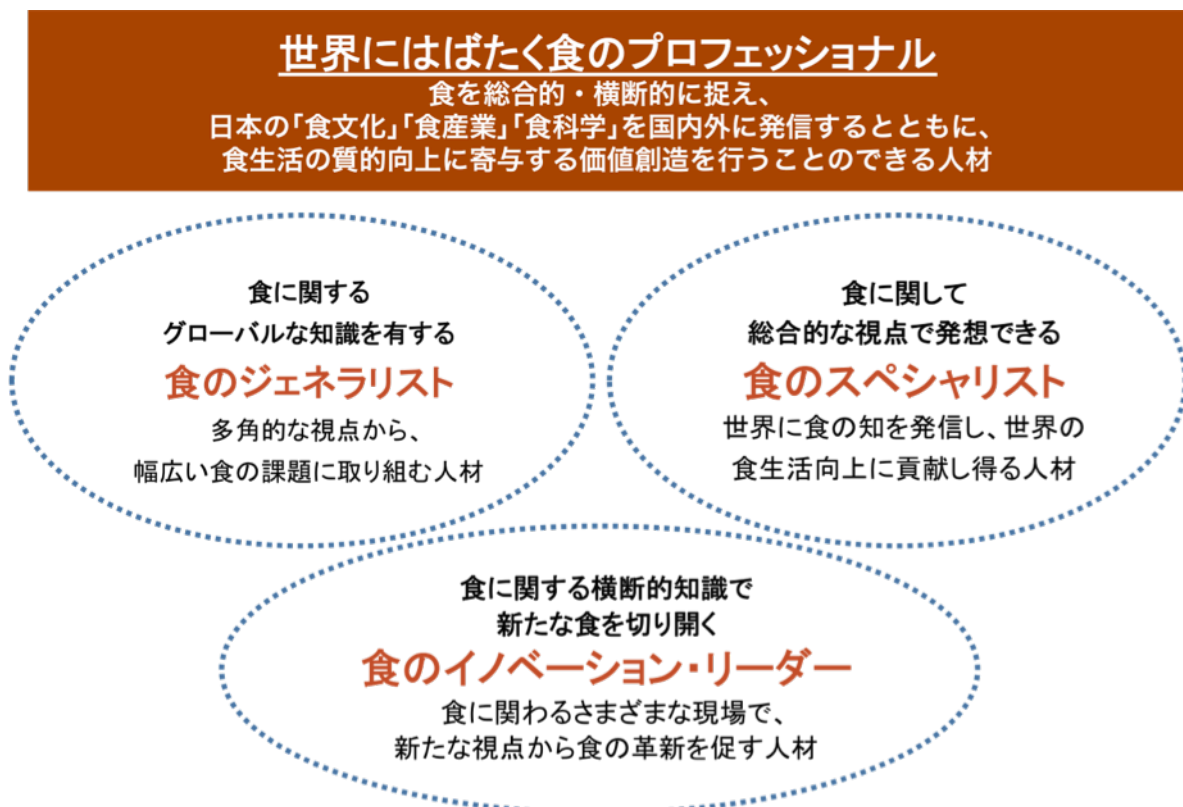 世界にはばたく食のプロフェッショナル
食を総合的・横断的に捉え、
日本の「食文化」「食産業」「食科学」を国内外に発信するとともに、
食生活の質的向上に寄与する価値創造を行うことのできる人材
食に関する
グローバルな知識を有する
食のジェネラリスト
多角的な視点から、
幅広い食の課題に取り組む人材
食に関して
総合的な視点で発想できる
食のスペシャリスト
世界に食の知を発信し、世界の
食生活向上に貢献し得る人材
食に関する横断的知識で
新たな食を切り開く
食のイノベーション・リーダー
食に関わるさまざまな現場で、
新たな視点から食の革新を促す人材